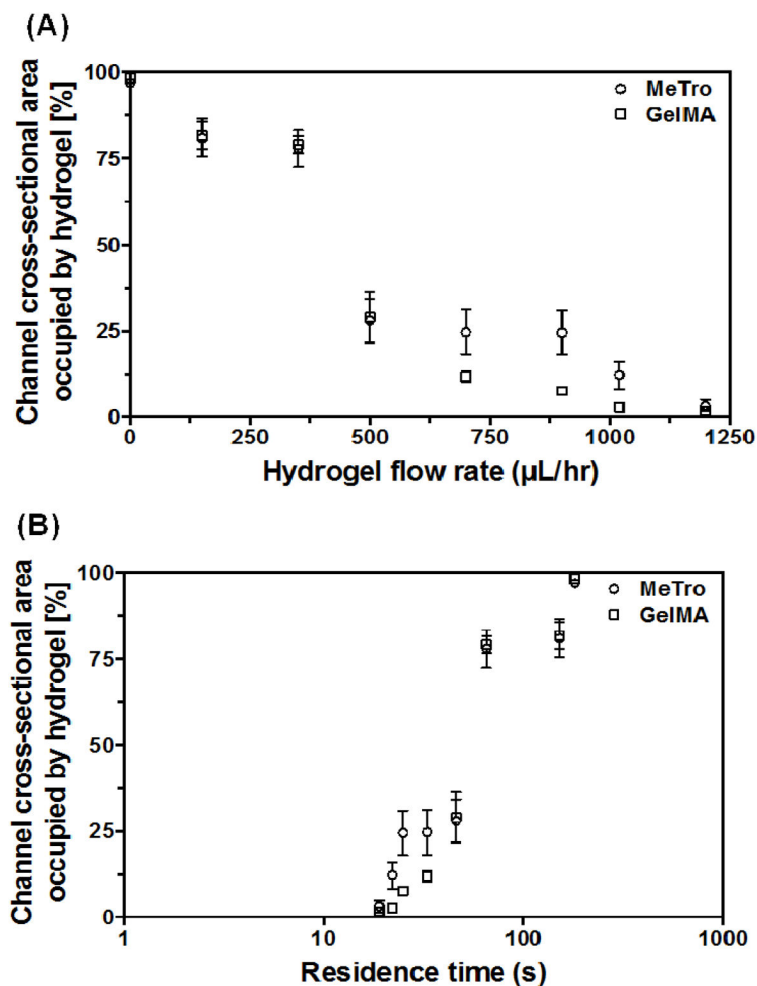 (A)
Channel cross-sectional area
occupied by hydrogel [%]
100
75
50
25
0
MeTro
GelMA
0 250 500 750 1000 1250
Hydrogel flow rate (µL/hr)
(B)
Channel cross-sectional area
occupied by hydrogel [%]
100
75
50
25
0
MeTro
GelMA
1 10 100 1000
Residence time (s)